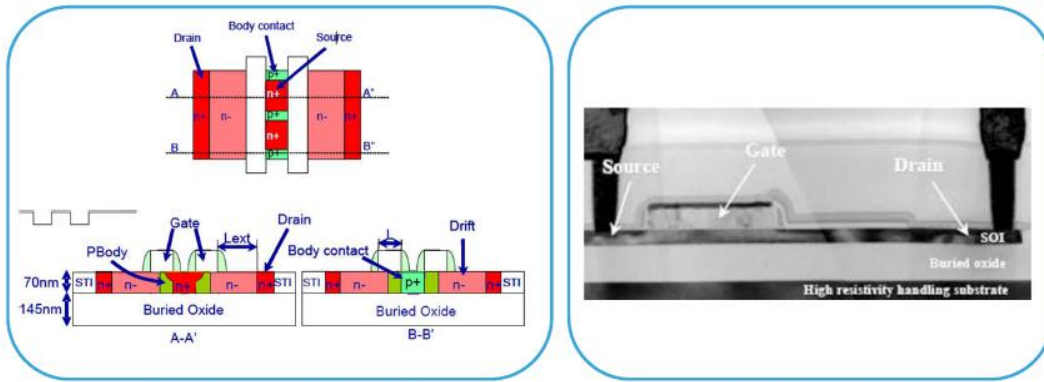 Body contact
Drain
Source
p+
A
n+
A'
n+
n-
p+
n-
n+
n+
B
p+
B'
Gate
Lext
Drain
L
Drift
PBody
Body contact
70nm
STI
n+
n-
n+
n-
n+
STI
STI
n+
n-
p+
n-
n+
STI
145nm
Buried Oxide
Buried Oxide
A-A'
B-B'
Source
Gate
Drain
SOI
Buried oxide
High resistivity handling substrate